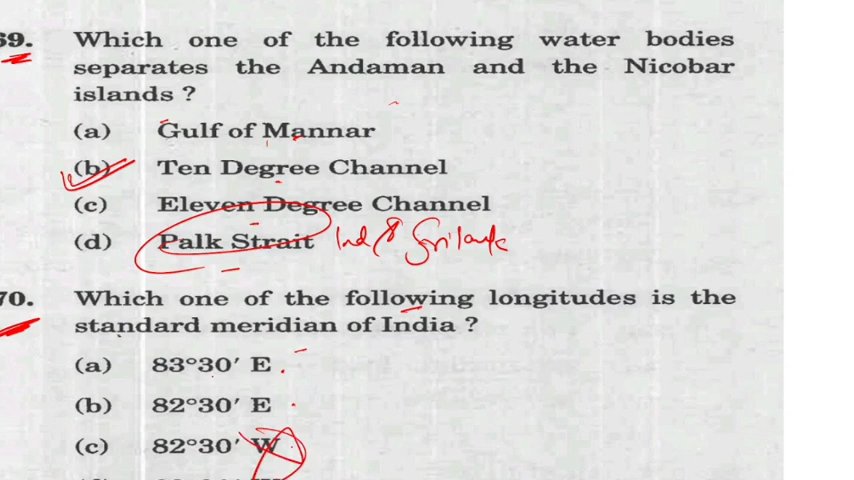 69. Which one of the following water bodies
separates the Andaman and the Nicobar
islands ?
(a) Gulf of Mannar
(b) Ten Degree Channel
(c) Eleven Degree Channel
(d) Palk Strait Ind & Srilanka
70. Which one of the following longitudes is the
standard meridian of India ?
(a) 83°30′ E
(b) 82°30′ E
(c) 82°30′ W